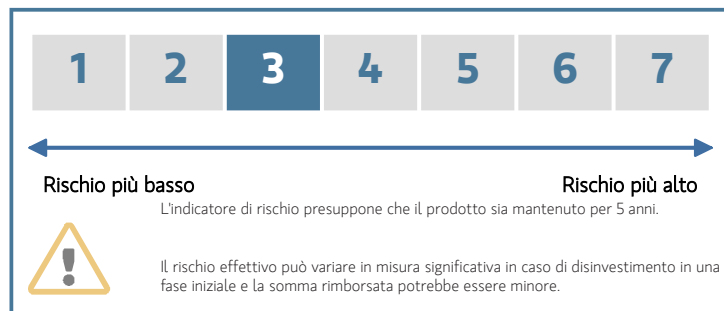 1 2 3 4 5 6 7
Rischio più basso Rischio più alto
L'indicatore di rischio presuppone che il prodotto sia mantenuto per 5 anni.
Il rischio effettivo può variare in misura significativa in caso di disinvestimento in una
fase iniziale e la somma rimborsata potrebbe essere minore.